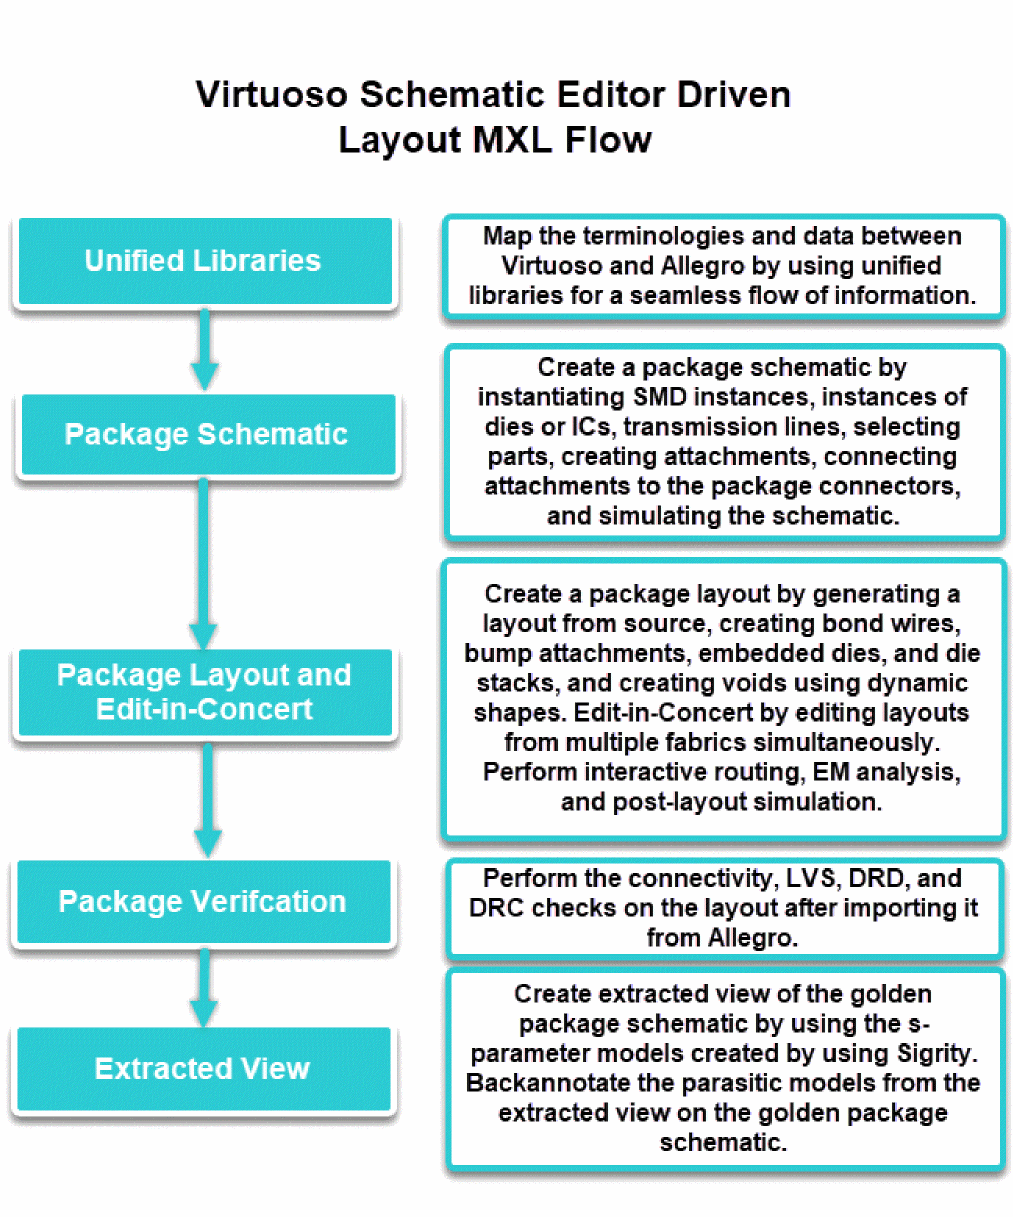 Virtuoso Schematic Editor Driven
Layout MXL Flow
Unified Libraries
Map the terminologies and data between
Virtuoso and Allegro by using unified
libraries for a seamless flow of information.
Package Schematic
Create a package schematic by
instantiating SMD instances, instances of
dies or ICs, transmission lines, selecting
parts, creating attachments, connecting
attachments to the package connectors,
and simulating the schematic.
Package Layout and
Edit-in-Concert
Create a package layout by generating a
layout from source, creating bond wires,
bump attachments, embedded dies, and die
stacks, and creating voids using dynamic
shapes. Edit-in-Concert by editing layouts
from multiple fabrics simultaneously.
Perform interactive routing, EM analysis,
and post-layout simulation.
Package Verifcation
Perform the connectivity, LVS, DRD, and
DRC checks on the layout after importing it
from Allegro.
Extracted View
Create extracted view of the golden
package schematic by using the s-
parameter models created by using Sigrity.
Backannotate the parasitic models from the
extracted view on the golden package
schematic.